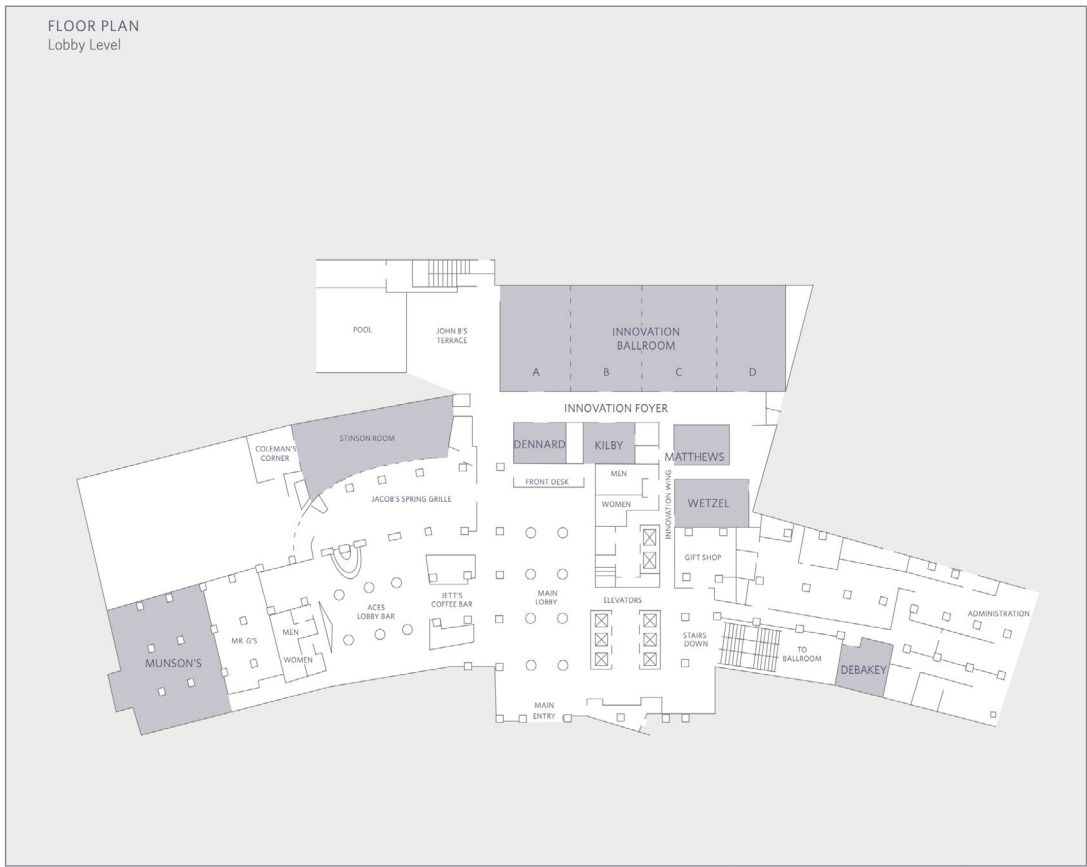 FLOOR PLAN
Lobby Level
POOL
JOHN B'S
TERRACE
INNOVATION
BALLROOM
A
B
C
D
INNOVATION FOYER
STINSON ROOM
COLEMAN'S
CORNER
DENNARD
KILBY
MATTHEWS
MEN
FRONT DESK
JACOB'S SPRING GRILLE
WOMEN
INNOVATION WING
WETZEL
GIFT SHOP
JETT'S
COFFEE BAR
MAIN
LOBBY
ELEVATORS
ACES
LOBBY BAR
ADMINISTRATION
MR. G'S
MEN
WOMEN
STAIRS
DOWN
TO
BALLROOM
MUNSON'S
DEBAKEY
MAIN
ENTRY